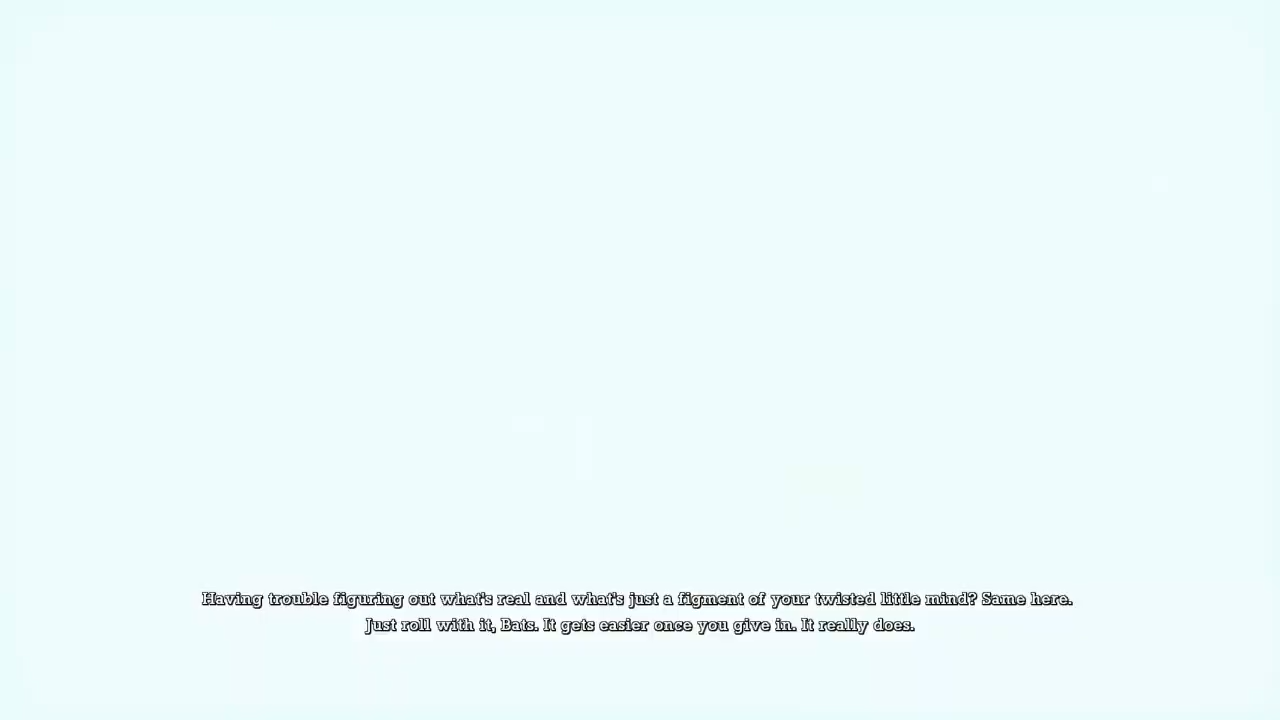 Having trouble figuring out what's real and what's just a figment of your twisted little mind? Same here.
Just roll with it, Bats. It gets easier once you give in. It really does.